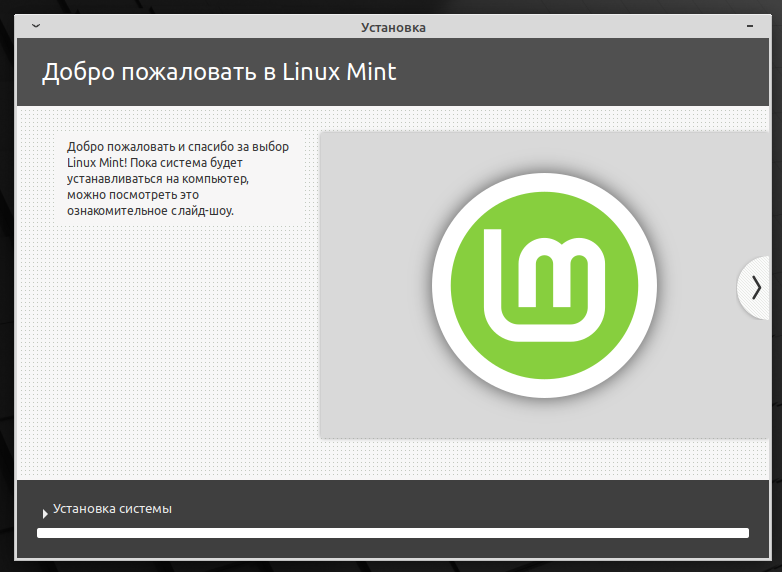 Установка
Добро пожаловать в Linux Mint
Добро пожаловать и спасибо за выбор
Linux Mint! Пока система будет
устанавливаться на компьютер,
можно посмотреть это
ознакомительное слайд-шоу.
lm
Установка системы